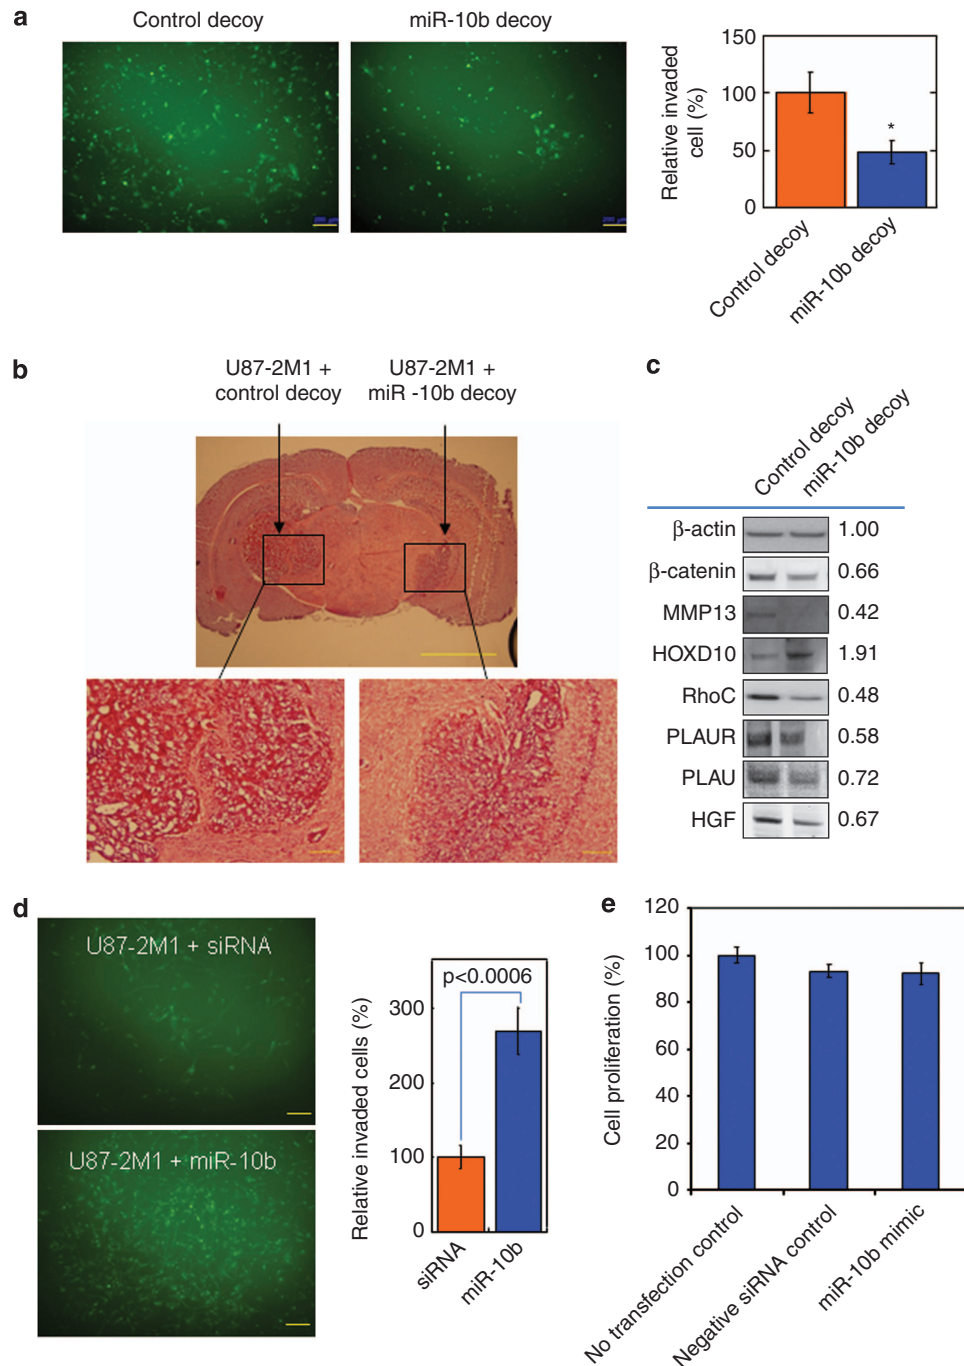 a
Control decoy
miR-10b decoy
200 µm
200 µm
Relative invaded
cell (%)
150
100
50
0
*
Control decoy
miR-10b decoy
b
U87-2M1 +
control decoy
U87-2M1 +
miR -10b decoy
c
Control decoy
miR-10b decoy
β-actin 1.00
β-catenin 0.66
MMP13 0.42
HOXD10 1.91
RhoC 0.48
PLAUR 0.58
PLAU 0.72
HGF 0.67
d
U87-2M1 + siRNA
U87-2M1 + miR-10b
Relative invaded cells (%)
300
200
100
0
p<0.0006
siRNA
miR-10b
e
Cell proliferation (%)
120
100
80
60
40
20
0
No transfection control
Negative siRNA control
miR-10b mimic